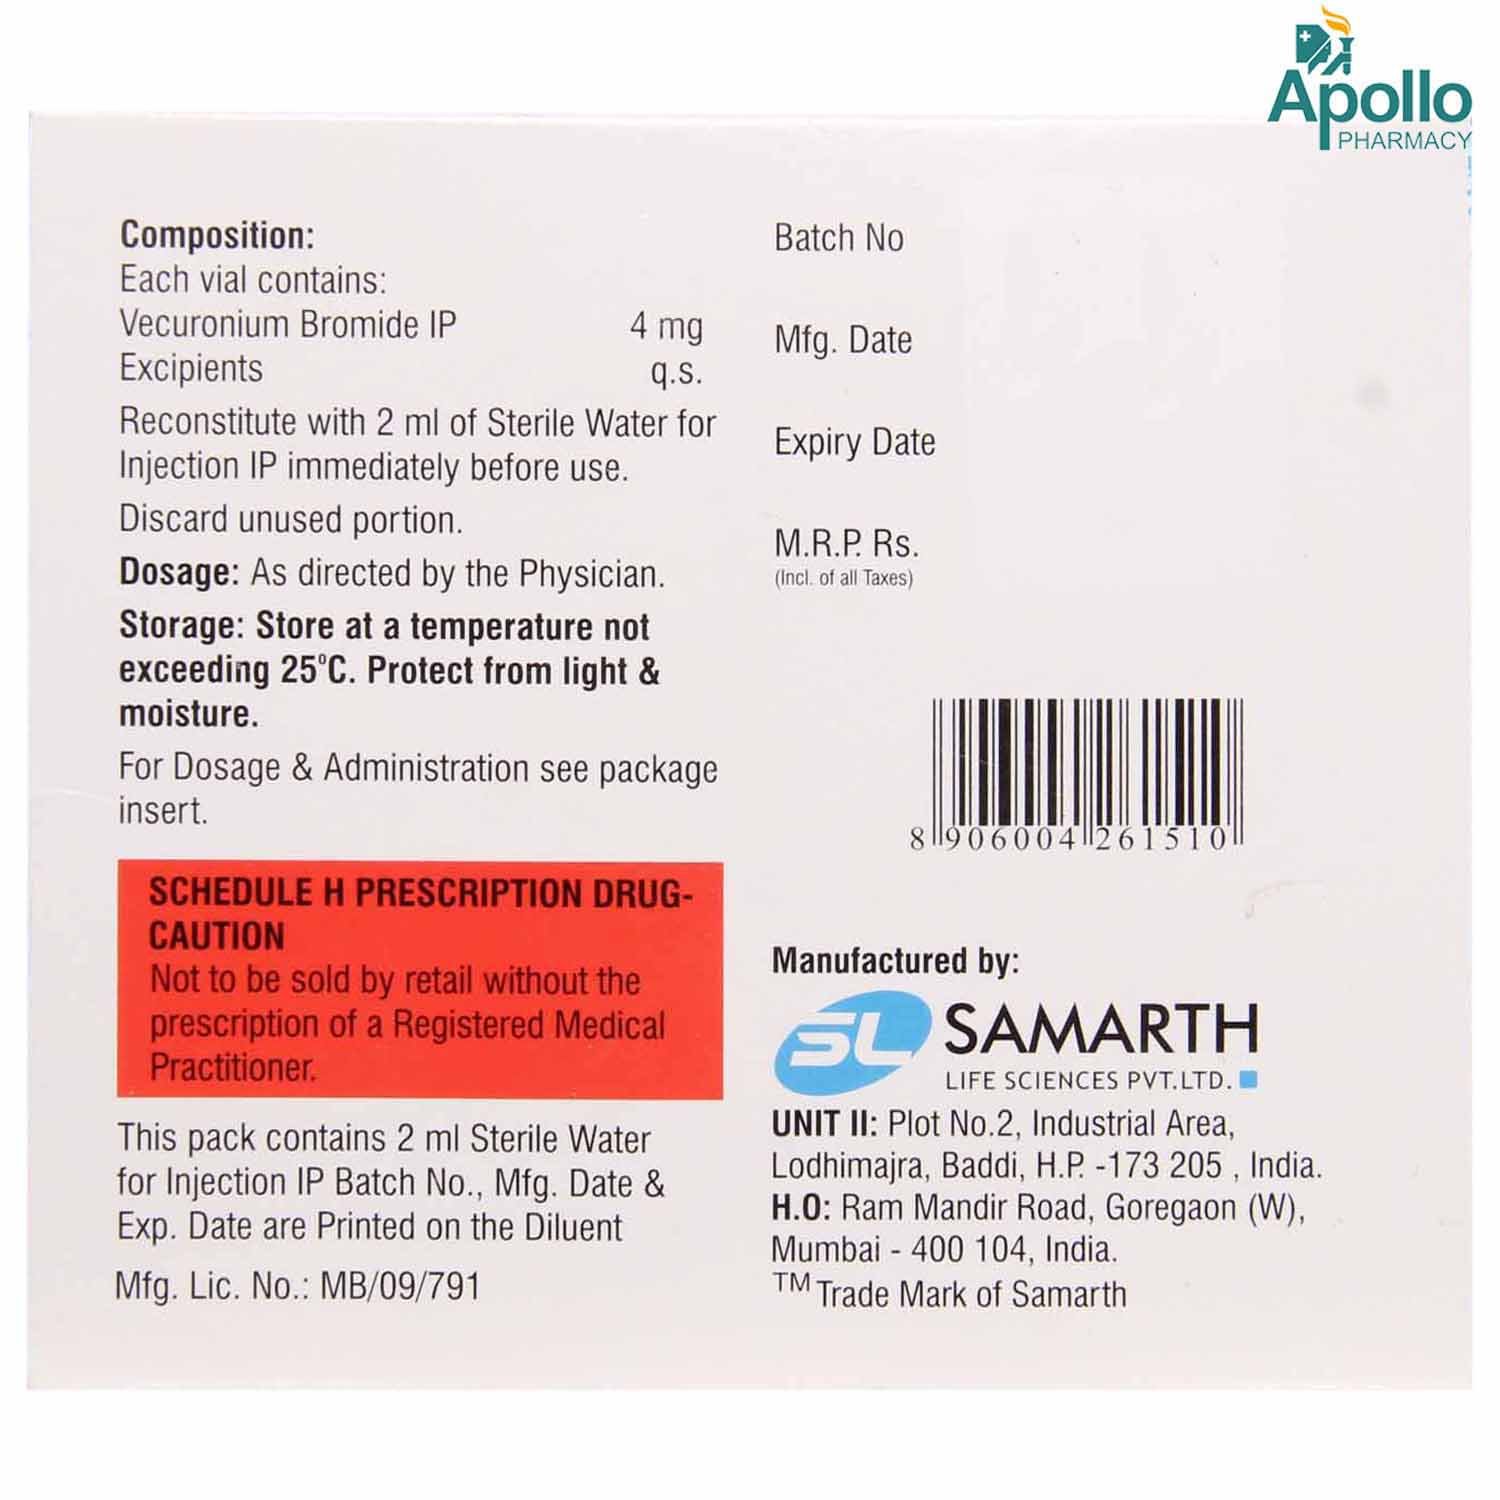 Apollo
PHARMACY
Composition:
Each vial contains:
Vecuronium Bromide IP 4 mg
Excipients q.s.
Reconstitute with 2 ml of Sterile Water for
Injection IP immediately before use.
Discard unused portion.
Dosage: As directed by the Physician.
Storage: Store at a temperature not
exceeding 25°C. Protect from light &
moisture.
For Dosage & Administration see package
insert.
SCHEDULE H PRESCRIPTION DRUG-
CAUTION
Not to be sold by retail without the
prescription of a Registered Medical
Practitioner.
This pack contains 2 ml Sterile Water
for Injection IP Batch No., Mfg. Date &
Exp. Date are Printed on the Diluent
Mfg. Lic. No.: MB/09/791
Batch No
Mfg. Date
Expiry Date
M.R.P. Rs.
(Incl. of all Taxes)
8 906004 261510
Manufactured by:
SL SAMARTH
LIFE SCIENCES PVT.LTD.
UNIT II: Plot No.2, Industrial Area,
Lodhimajra, Baddi, H.P. -173 205 , India.
H.O: Ram Mandir Road, Goregaon (W),
Mumbai - 400 104, India.
TM Trade Mark of Samarth